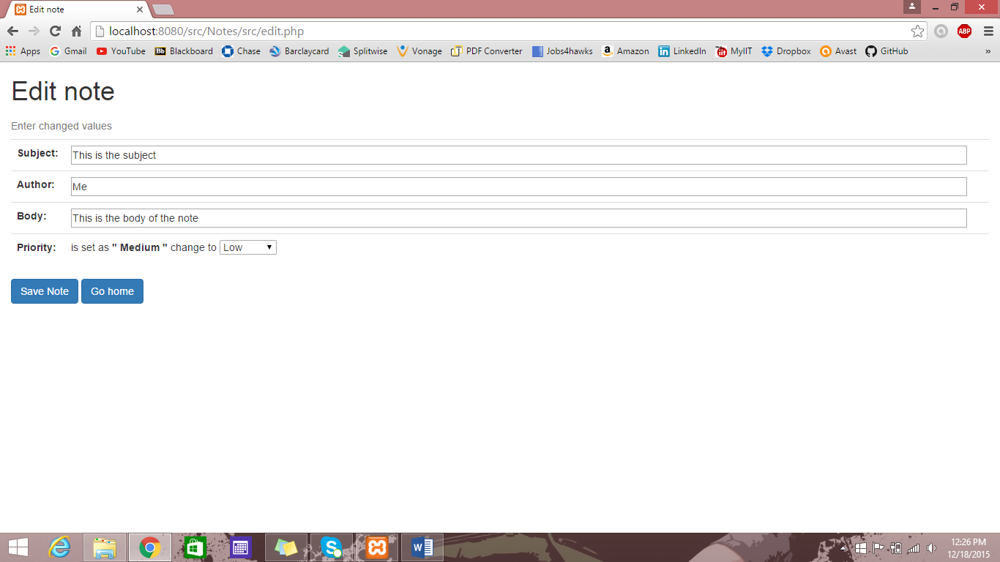 Edit note
localhost:8080/src/Notes/src/edit.php
ABP
Apps Gmail YouTube Bb Blackboard Chase Barclaycard Splitwise Vonage PDF Converter Jobs4hawks a Amazon in LinkedIn MyIIT Dropbox Avast GitHub »
Edit note
Enter changed values
Subject: This is the subject
Author: Me
Body: This is the body of the note
Priority: is set as " Medium " change to Low
Save Note Go home
12:26 PM
12/18/2015